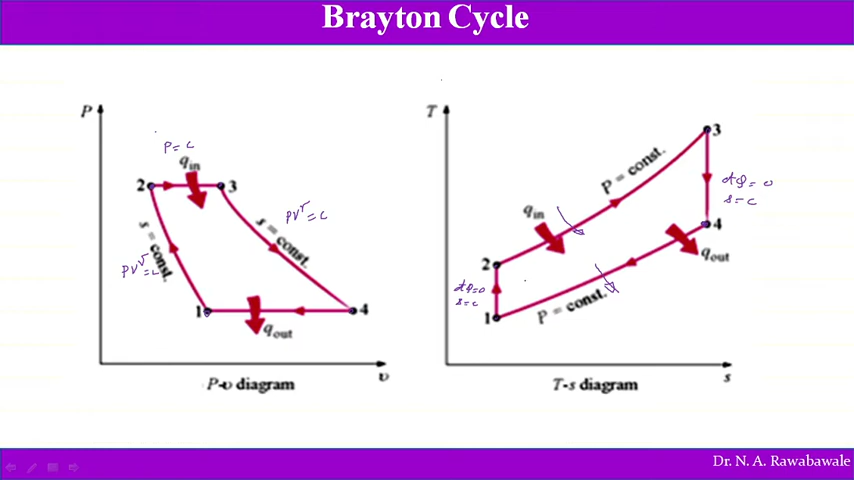 Brayton Cycle
P
P = C
q_in
2
3
s = const.
PV^γ = C
s = const.
PV^γ = C
1
4
q_out
υ
P-υ diagram
T
3
P = const.
dQ = 0
s = C
q_in
4
2
q_out
dQ = 0
s = C
1
P = const.
s
T-s diagram
Dr. N. A. Rawabawale